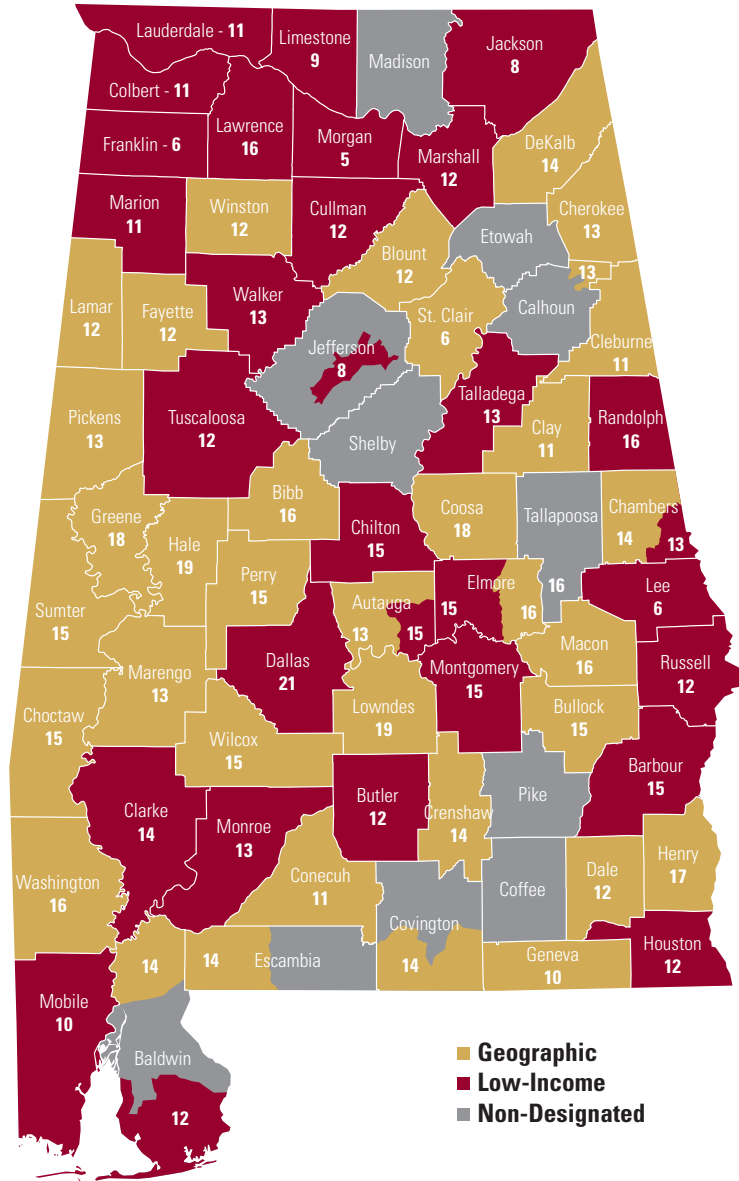 Lauderdale - 11
Limestone
9
Madison
Jackson
8
Colbert - 11
Lawrence
16
Franklin - 6
Morgan
5
Marshall
12
DeKalb
14
Marion
11
Winston
12
Cullman
12
Cherokee
13
Etowah
Blount
12
13
Lamar
12
Fayette
12
Walker
13
St. Clair
6
Calhoun
Cleburne
11
Jefferson
8
Pickens
13
Tuscaloosa
12
Talladega
13
Randolph
16
Shelby
Clay
11
Bibb
16
Greene
18
Hale
19
Chilton
15
Coosa
18
Tallapoosa
16
Chambers
14
13
Perry
15
Sumter
15
Autauga
13
15
Elmore
15
16
Lee
6
Macon
16
Dallas
21
Montgomery
15
Russell
12
Marengo
13
Choctaw
15
Lowndes
19
Bullock
15
Wilcox
15
Barbour
15
Pike
Butler
12
Crenshaw
14
Clarke
14
Monroe
13
Conecuh
11
Washington
16
Coffee
Dale
12
Henry
17
Covington
14
Houston
12
14
14
Escambia
Geneva
10
Mobile
10
Baldwin
12
Geographic
Low-Income
Non-Designated